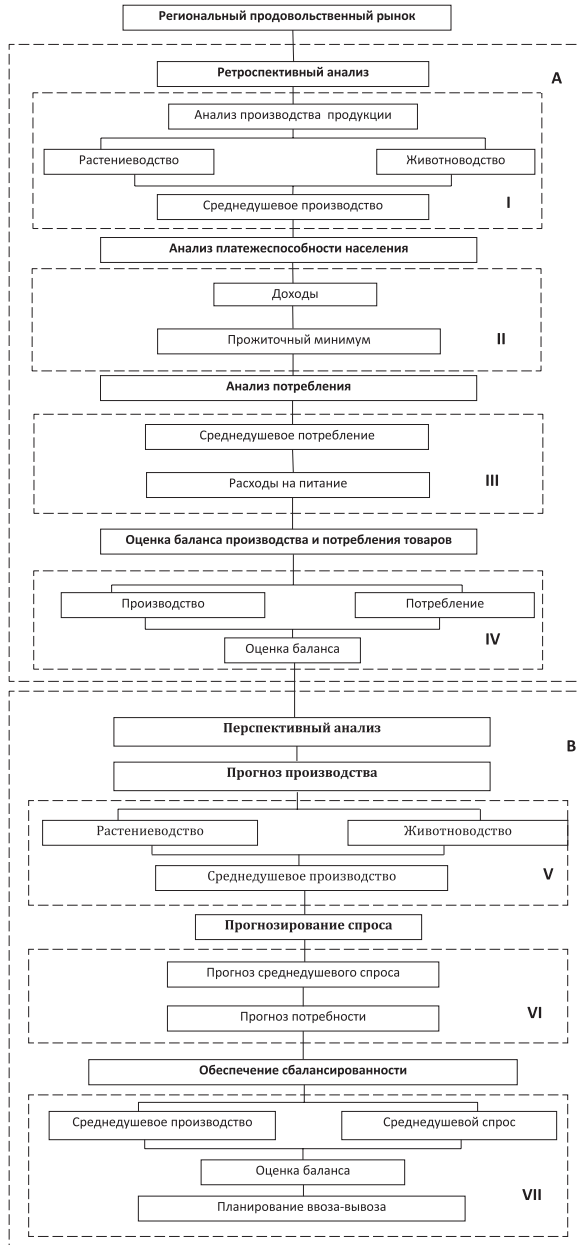 Региональный продовольственный рынок
Ретроспективный анализ
А
Анализ производства продукции
Растениеводство
Животноводство
Среднедушевое производство
I
Анализ платежеспособности населения
Доходы
Прожиточный минимум
II
Анализ потребления
Среднедушевое потребление
Расходы на питание
III
Оценка баланса производства и потребления товаров
Производство
Потребление
Оценка баланса
IV
Перспективный анализ
В
Прогноз производства
Растениеводство
Животноводство
Среднедушевое производство
V
Прогнозирование спроса
Прогноз среднедушевого спроса
Прогноз потребности
VI
Обеспечение сбалансированности
Среднедушевое производство
Среднедушевой спрос
Оценка баланса
Планирование ввоза-вывоза
VII